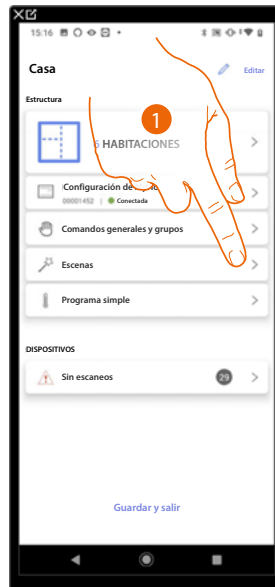 15:16
Casa
Editar
Estructura
1
HABITACIONES
Configuración de
00001452 | Conectada
Comandos generales y grupos
Escenas
Programa simple
DISPOSITIVOS
Sin escaneos
29
Guardar y salir